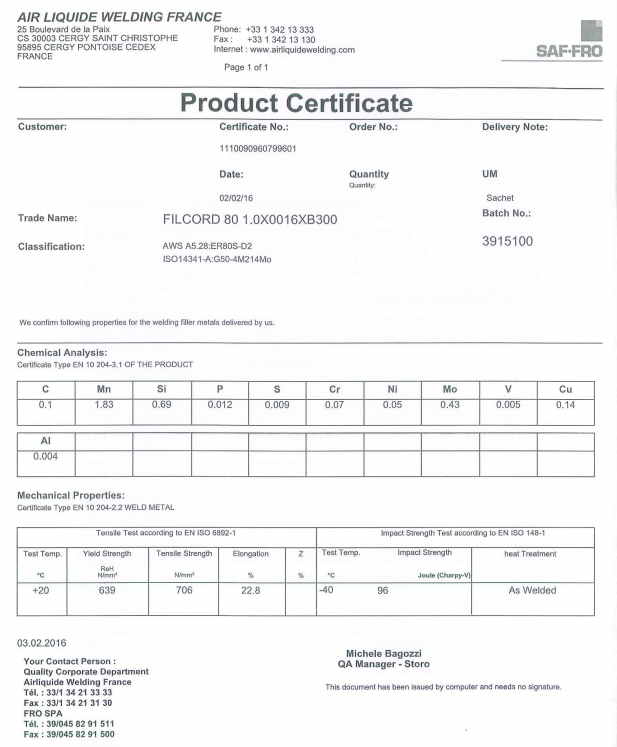 AIR LIQUIDE WELDING FRANCE
25 Boulevard de la Paix
CS 30003 CERGY SAINT CHRISTOPHE
95895 CERGY PONTOISE CEDEX
FRANCE
Phone: +33 1 342 13 333
Fax : +33 1 342 13 130
Internet : www.airliquidewelding.com
Page 1 of 1
SAF-FRO
Product Certificate
Customer: Certificate No.: Order No.: Delivery Note:
1110090960799601
Date: Quantity UM
Quantity:
02/02/16 Sachet
Trade Name: FILCORD 80 1.0X0016XB300 Batch No.:
Classification: AWS A5.28:ER80S-D2 3915100
ISO14341-A:G50-4M214Mo
We confirm following properties for the welding filler metals delivered by us.
Chemical Analysis:
Certificate Type EN 10 204-3.1 OF THE PRODUCT
C Mn Si P S Cr Ni Mo V Cu
0.1 1.83 0.69 0.012 0.009 0.07 0.05 0.43 0.005 0.14
Al
0.004
Mechanical Properties:
Certificate Type EN 10 204-2.2 WELD METAL
Tensile Test according to EN ISO 6892-1 Impact Strength Test according to EN ISO 148-1
Test Temp. Yield Strength Tensile Strength Elongation Z Test Temp. Impact Strength heat Treatment
°C ReH N/mm² N/mm² % % °C Joule (Charpy-V)
+20 639 706 22.8 -40 96 As Welded
03.02.2016
Your Contact Person :
Quality Corporate Department
Airliquide Welding France
Tél. : 33/1 34 21 33 33
Fax : 33/1 34 21 31 30
FRO SPA
Tél. : 39/045 82 91 511
Fax : 39/045 82 91 500
Michele Bagozzi
QA Manager - Storo
This document has been issued by computer and needs no signature.